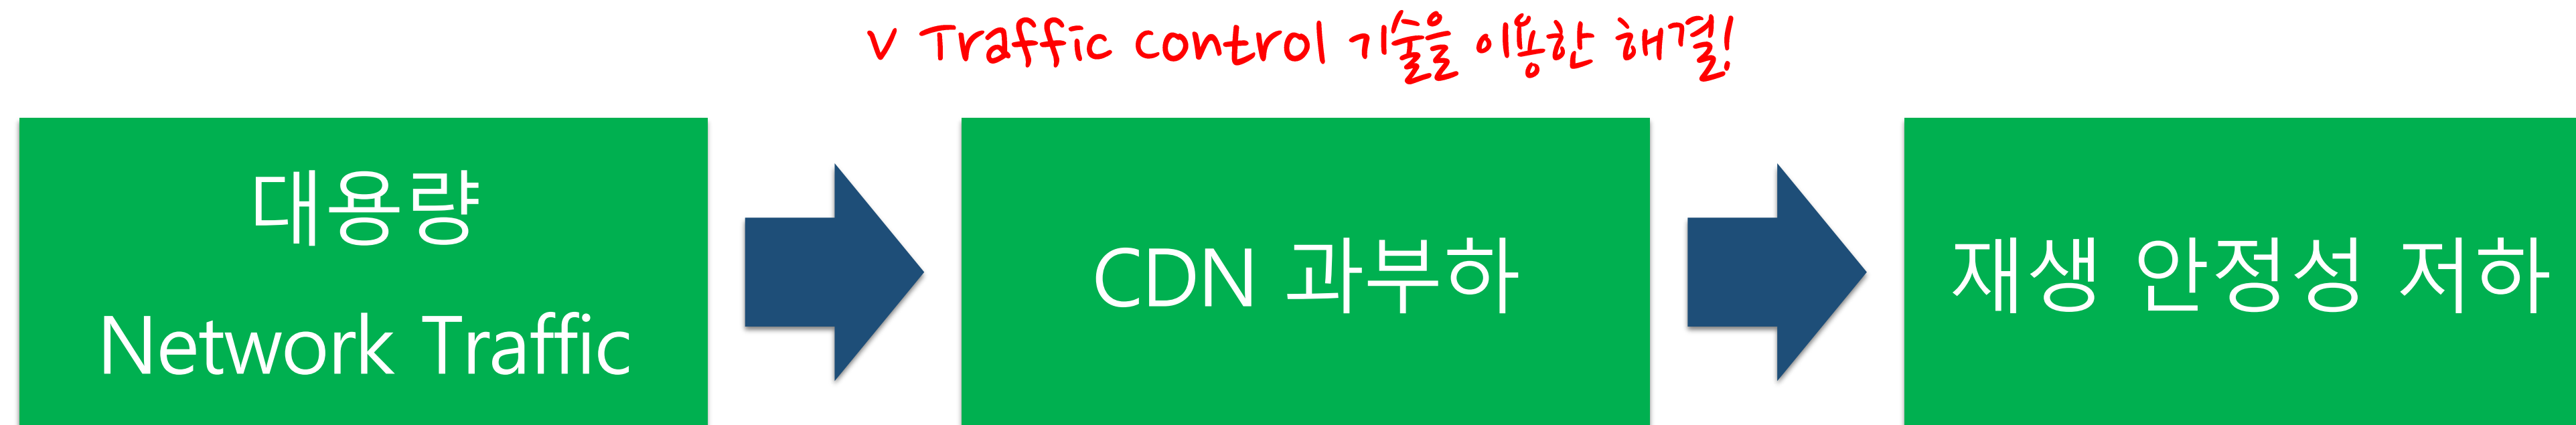 v Traffic control 기술을 이용한 해결!
대용량
Network Traffic
CDN 과부하
재생 안정성 저하